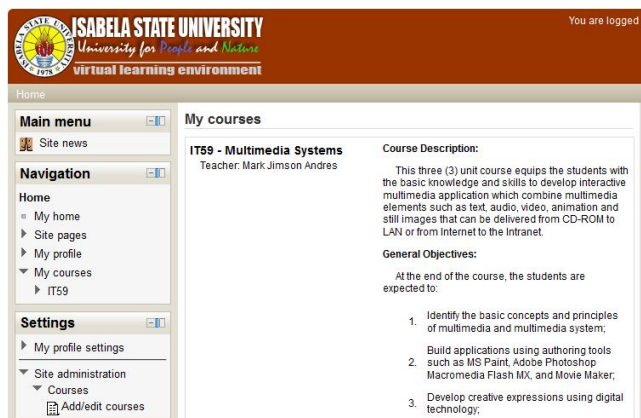 ISABELA STATE UNIVERSITY
University for People and Nature
virtual learning environment
ISABELA STATE UNIVERSITY
1978
You are logged
Home
Main menu
Site news
Navigation
Home
My home
Site pages
My profile
My courses
IT59
Settings
My profile settings
Site administration
Courses
Add/edit courses
My courses
IT59 - Multimedia Systems
Teacher: Mark Jimson Andres
Course Description:
This three (3) unit course equips the students with
the basic knowledge and skills to develop interactive
multimedia application which combine multimedia
elements such as text, audio, video, animation and
still images that can be delivered from CD-ROM to
LAN or from Internet to the Intranet.
General Objectives:
At the end of the course, the students are
expected to:
1. Identify the basic concepts and principles
of multimedia and multimedia system;
Build applications using authoring tools
2. such as MS Paint, Adobe Photoshop
Macromedia Flash MX, and Movie Maker;
3. Develop creative expressions using digital
technology;